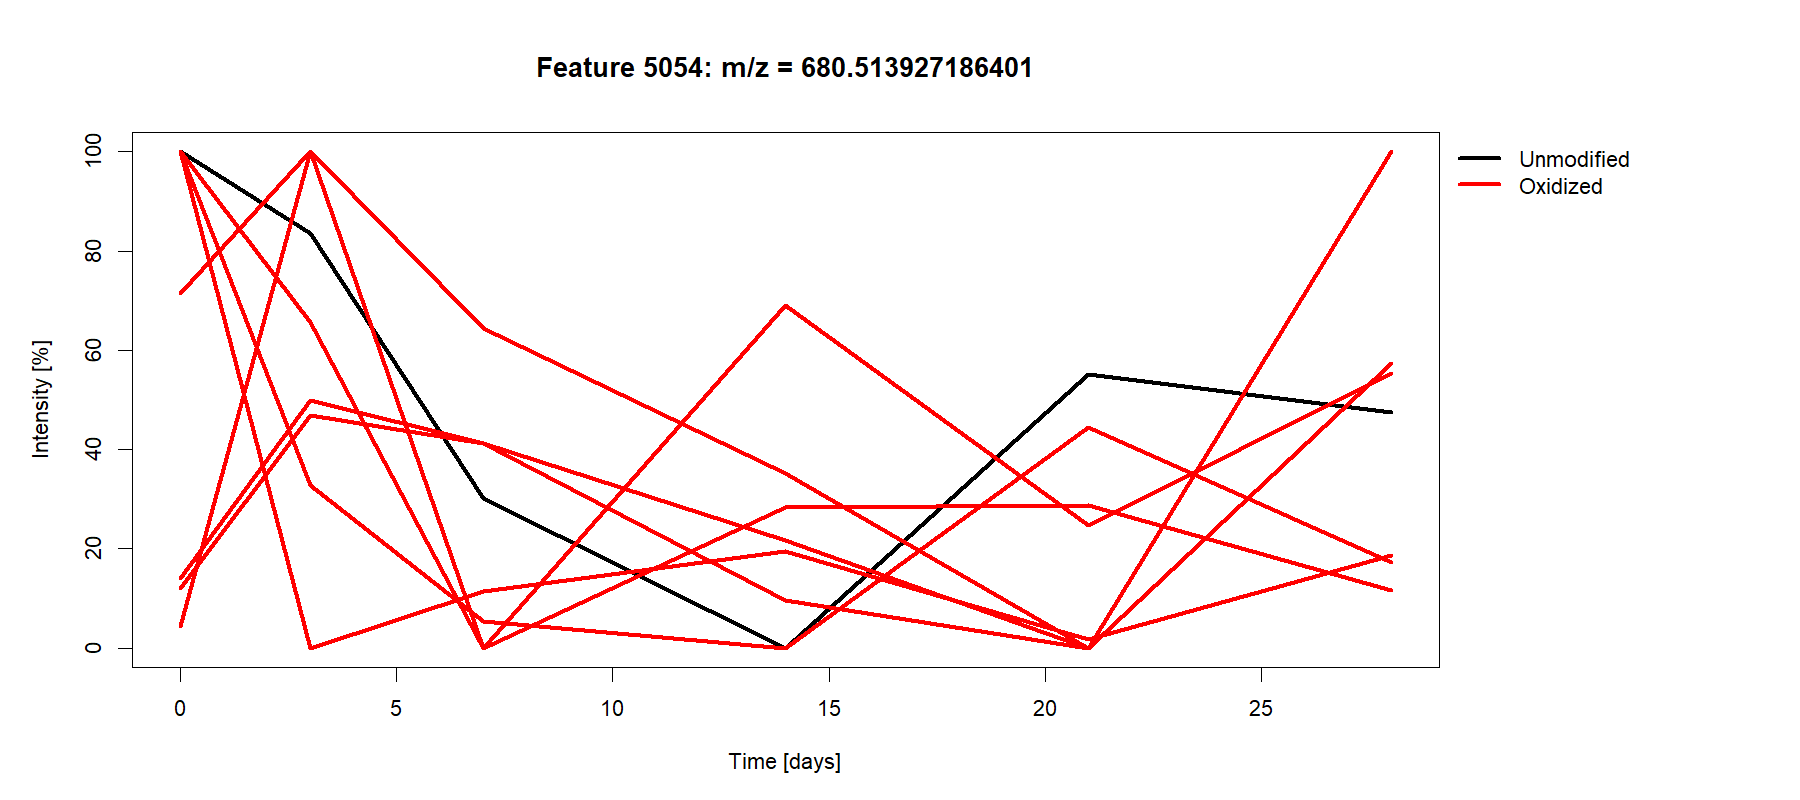 Feature 5054: m/z = 680.513927186401
Unmodified
Oxidized
Intensity [%]
100
80
60
40
20
0
0 5 10 15 20 25
Time [days]